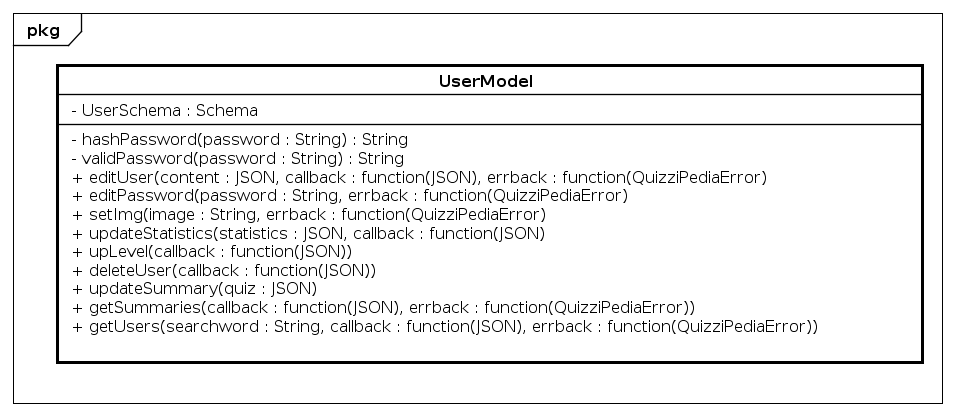 pkg
UserModel
- UserSchema : Schema
- hashPassword(password : String) : String
- validPassword(password : String) : String
+ editUser(content : JSON, callback : function(JSON), errback : function(QuizziPediaError)
+ editPassword(password : String, errback : function(QuizziPediaError)
+ setImg(image : String, errback : function(QuizziPediaError)
+ updateStatistics(statistics : JSON, callback : function(JSON)
+ upLevel(callback : function(JSON))
+ deleteUser(callback : function(JSON))
+ updateSummary(quiz : JSON)
+ getSummaries(callback : function(JSON), errback : function(QuizziPediaError))
+ getUsers(searchword : String, callback : function(JSON), errback : function(QuizziPediaError))